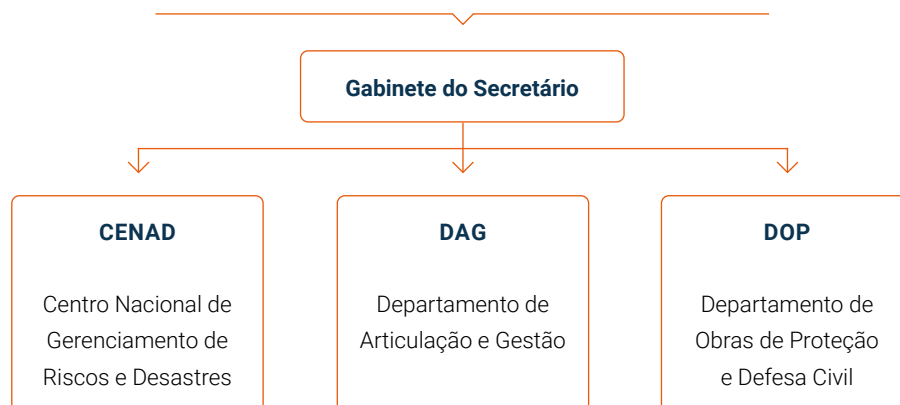 Gabinete do Secretário
CENAD
Centro Nacional de
Gerenciamento de
Riscos e Desastres
DAG
Departamento de
Articulação e Gestão
DOP
Departamento de
Obras de Proteção
e Defesa Civil